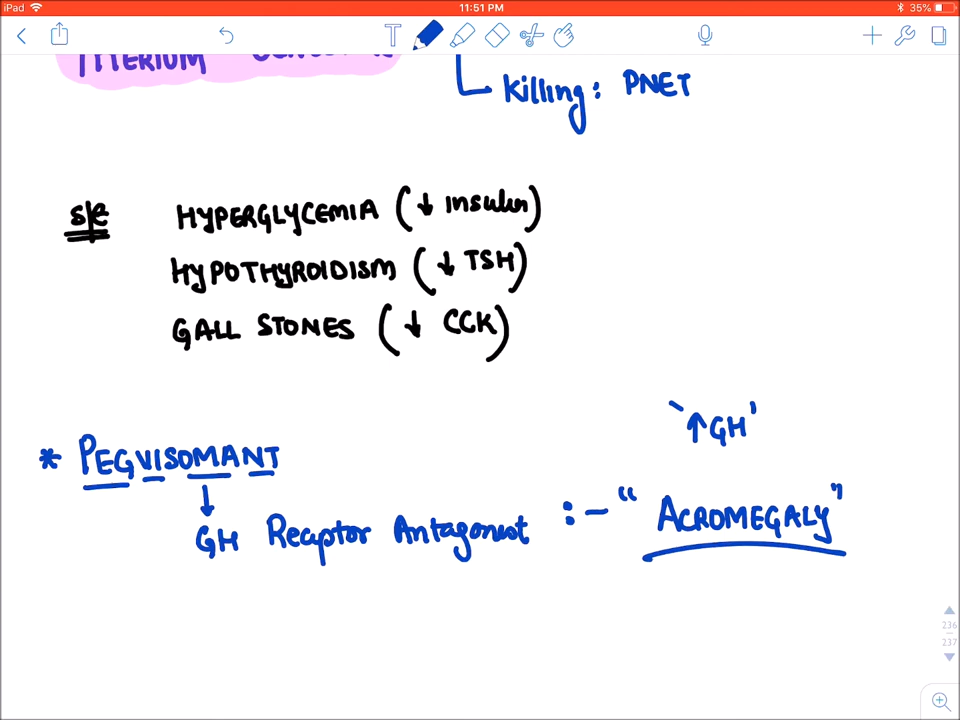 iPad 11:51 PM 35%
T
Killing: PNET
s/e HYPERGLYCEMIA (↓ Insulin)
HYPOTHYROIDISM (↓ TSH)
GALL STONES (↓ CCK)
↑GH'
* PEGVISOMANT
↓
GH Receptor Antagonist :- "ACROMEGALY"
236
237